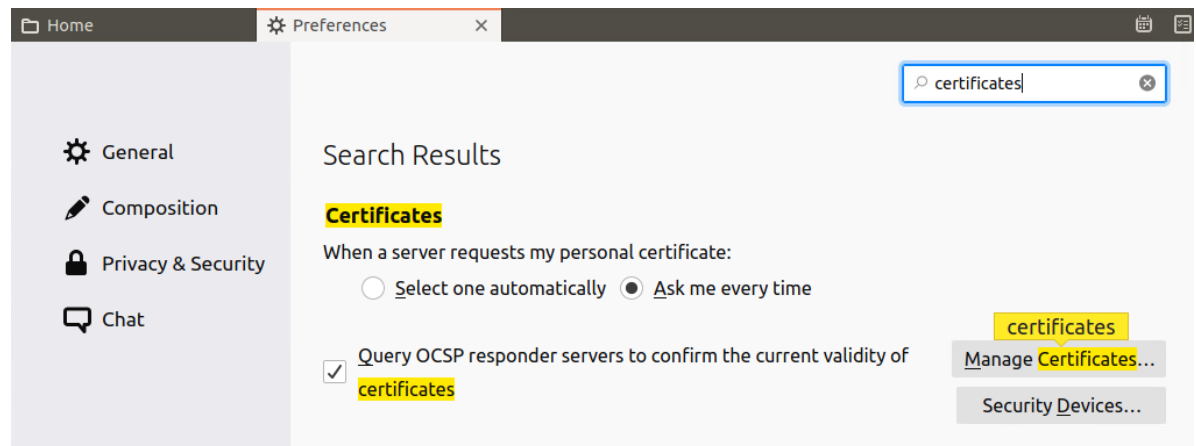 Home
Preferences
certificates
General
Composition
Privacy & Security
Chat
Search Results
Certificates
When a server requests my personal certificate:
Select one automatically
Ask me every time
Query OCSP responder servers to confirm the current validity of
certificates
certificates
Manage Certificates...
Security Devices...